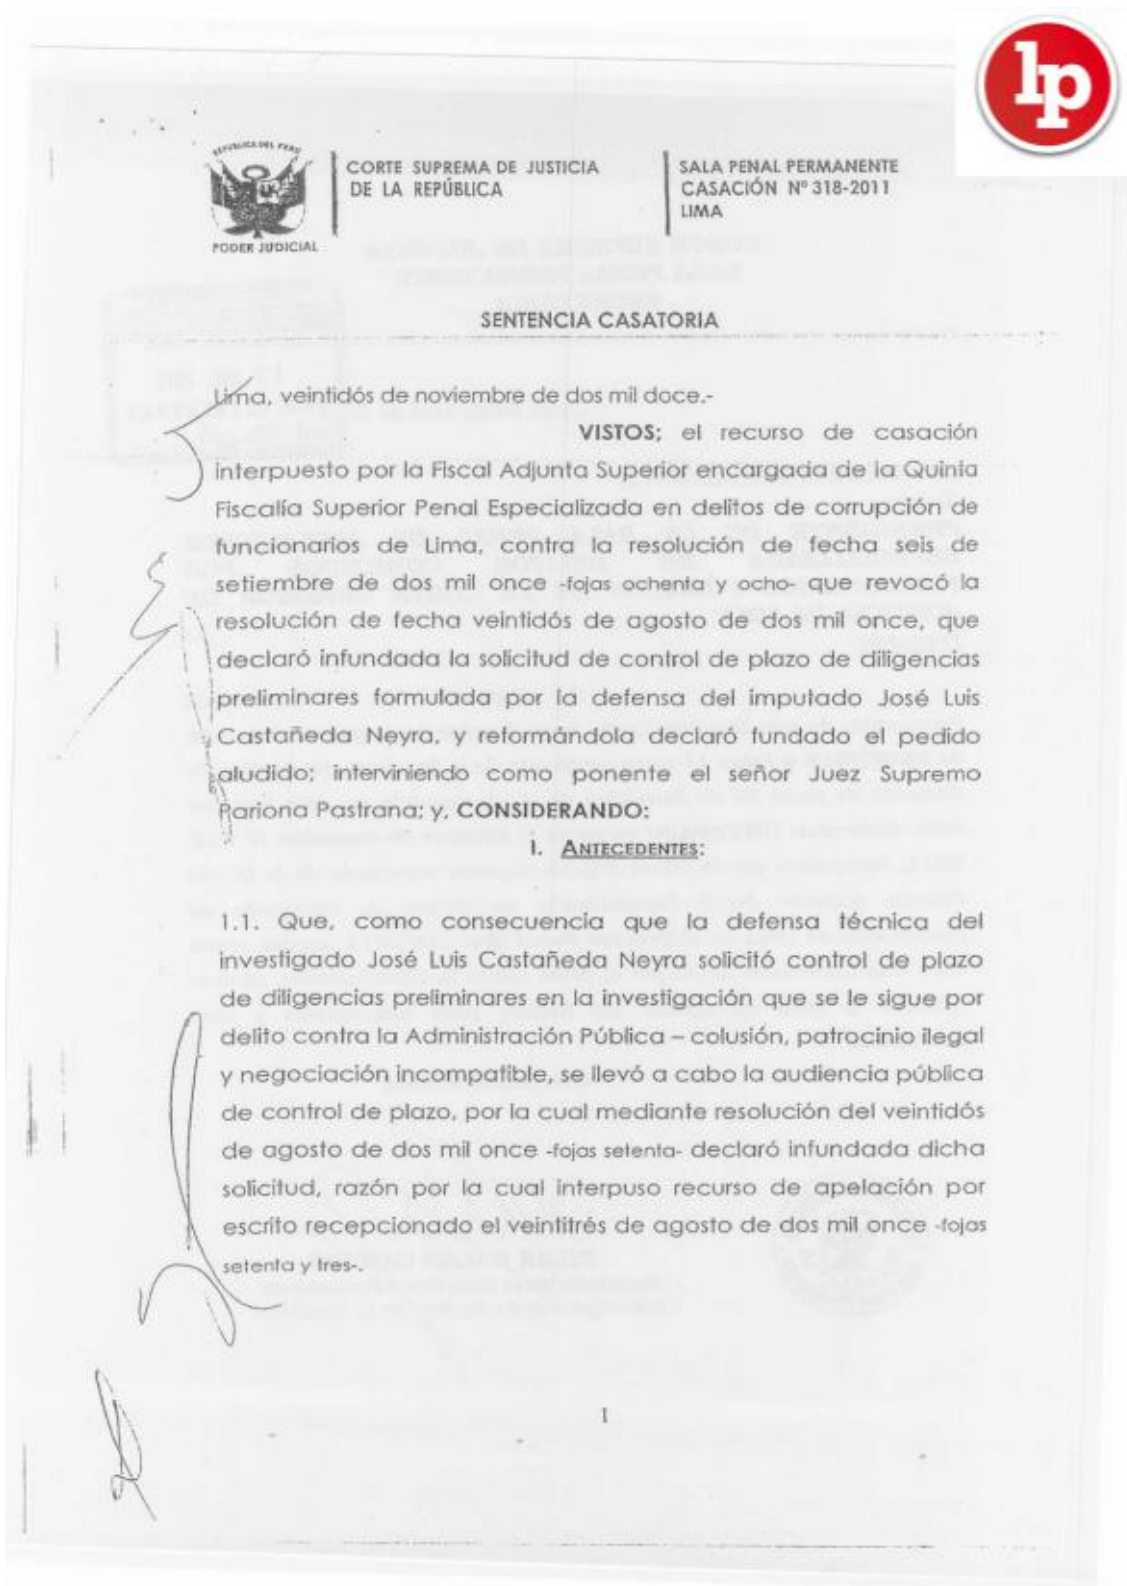 lp
REPUBLICA DEL PERU
PODER JUDICIAL
CORTE SUPREMA DE JUSTICIA
DE LA REPÚBLICA
SALA PENAL PERMANENTE
CASACIÓN Nº 318-2011
LIMA
SENTENCIA CASATORIA
Lima, veintidós de noviembre de dos mil doce.-
VISTOS; el recurso de casación
interpuesto por la Fiscal Adjunta Superior encargada de la Quinta
Fiscalía Superior Penal Especializada en delitos de corrupción de
funcionarios de Lima, contra la resolución de fecha seis de
setiembre de dos mil once -fojas ochenta y ocho- que revocó la
resolución de fecha veintidós de agosto de dos mil once, que
declaró infundada la solicitud de control de plazo de diligencias
preliminares formulada por la defensa del imputado José Luis
Castañeda Neyra, y reformándola declaró fundado el pedido
aludido; interviniendo como ponente el señor Juez Supremo
Pariona Pastrana; y, CONSIDERANDO:
I. ANTECEDENTES:
1.1. Que, como consecuencia que la defensa técnica del
investigado José Luis Castañeda Neyra solicitó control de plazo
de diligencias preliminares en la investigación que se le sigue por
delito contra la Administración Pública – colusión, patrocinio ilegal
y negociación incompatible, se llevó a cabo la audiencia pública
de control de plazo, por la cual mediante resolución del veintidós
de agosto de dos mil once -fojas setenta- declaró infundada dicha
solicitud, razón por la cual interpuso recurso de apelación por
escrito recepcionado el veintitrés de agosto de dos mil once -fojas
setenta y tres-.
1